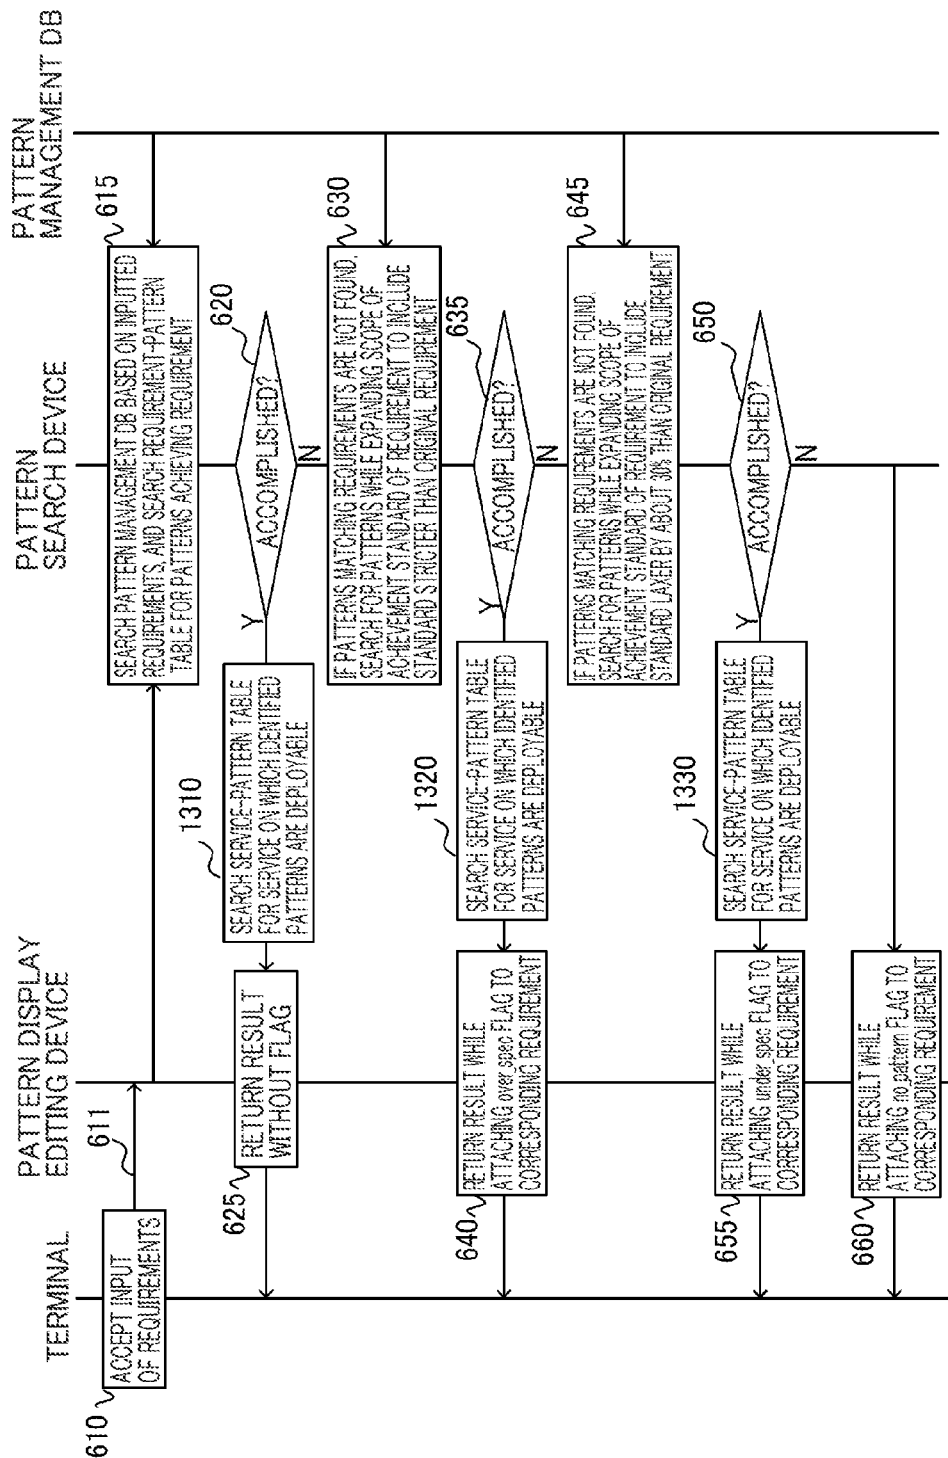 TERMINAL
PATTERN DISPLAY
EDITING DEVICE
PATTERN
SEARCH DEVICE
PATTERN
MANAGEMENT DB
610
ACCEPT INPUT
OF REQUIREMENTS
611
615
SEARCH PATTERN MANAGEMENT DB BASED ON INPUTTED
REQUIREMENTS, AND SEARCH REQUIREMENT-PATTERN
TABLE FOR PATTERNS ACHIEVING REQUIREMENT
620
ACCOMPLISHED?
Y
N
1310
SEARCH SERVICE-PATTERN TABLE
FOR SERVICE ON WHICH IDENTIFIED
PATTERNS ARE DEPLOYABLE
625
RETURN RESULT
WITHOUT FLAG
630
IF PATTERNS MATCHING REQUIREMENTS ARE NOT FOUND,
SEARCH FOR PATTERNS WHILE EXPANDING SCOPE OF
ACHIEVEMENT STANDARD OF REQUIREMENT TO INCLUDE
STANDARD STRICTER THAN ORIGINAL REQUIREMENT
635
ACCOMPLISHED?
Y
N
1320
SEARCH SERVICE-PATTERN TABLE
FOR SERVICE ON WHICH IDENTIFIED
PATTERNS ARE DEPLOYABLE
640
RETURN RESULT WHILE
ATTACHING over_spec FLAG TO
CORRESPONDING REQUIREMENT
645
IF PATTERNS MATCHING REQUIREMENTS ARE NOT FOUND,
SEARCH FOR PATTERNS WHILE EXPANDING SCOPE OF
ACHIEVEMENT STANDARD OF REQUIREMENT TO INCLUDE
STANDARD LAXER BY ABOUT 30% THAN ORIGINAL REQUIREMENT
650
ACCOMPLISHED?
Y
N
1330
SEARCH SERVICE-PATTERN TABLE
FOR SERVICE ON WHICH IDENTIFIED
PATTERNS ARE DEPLOYABLE
655
RETURN RESULT WHILE
ATTACHING under_spec FLAG TO
CORRESPONDING REQUIREMENT
660
RETURN RESULT WHILE
ATTACHING no_pattern FLAG TO
CORRESPONDING REQUIREMENT